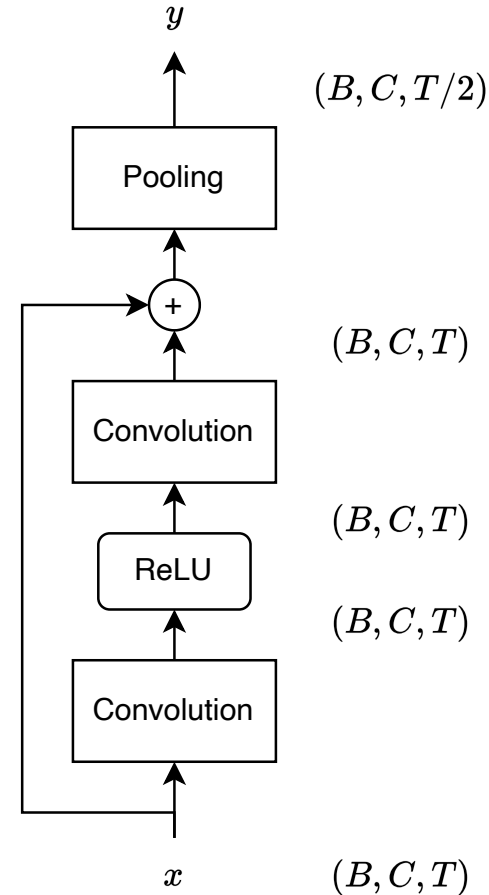 y
(B, C, T/2)
Pooling
+
(B, C, T)
Convolution
(B, C, T)
ReLU
(B, C, T)
Convolution
x
(B, C, T)